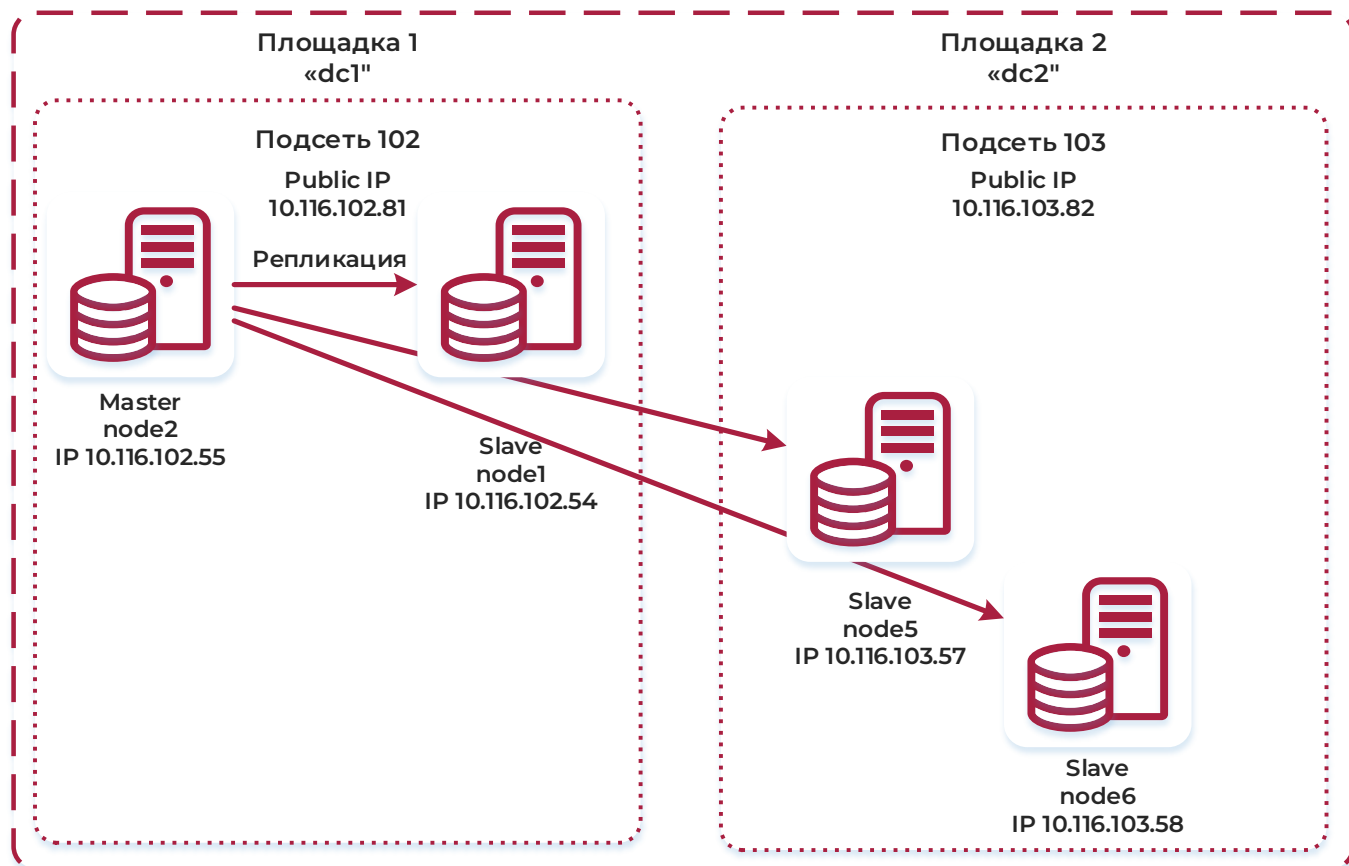 Площадка 1
«dc1"
Подсеть 102
Public IP
10.116.102.81
Репликация
Master
node2
IP 10.116.102.55
Slave
node1
IP 10.116.102.54
Площадка 2
«dc2"
Подсеть 103
Public IP
10.116.103.82
Slave
node5
IP 10.116.103.57
Slave
node6
IP 10.116.103.58